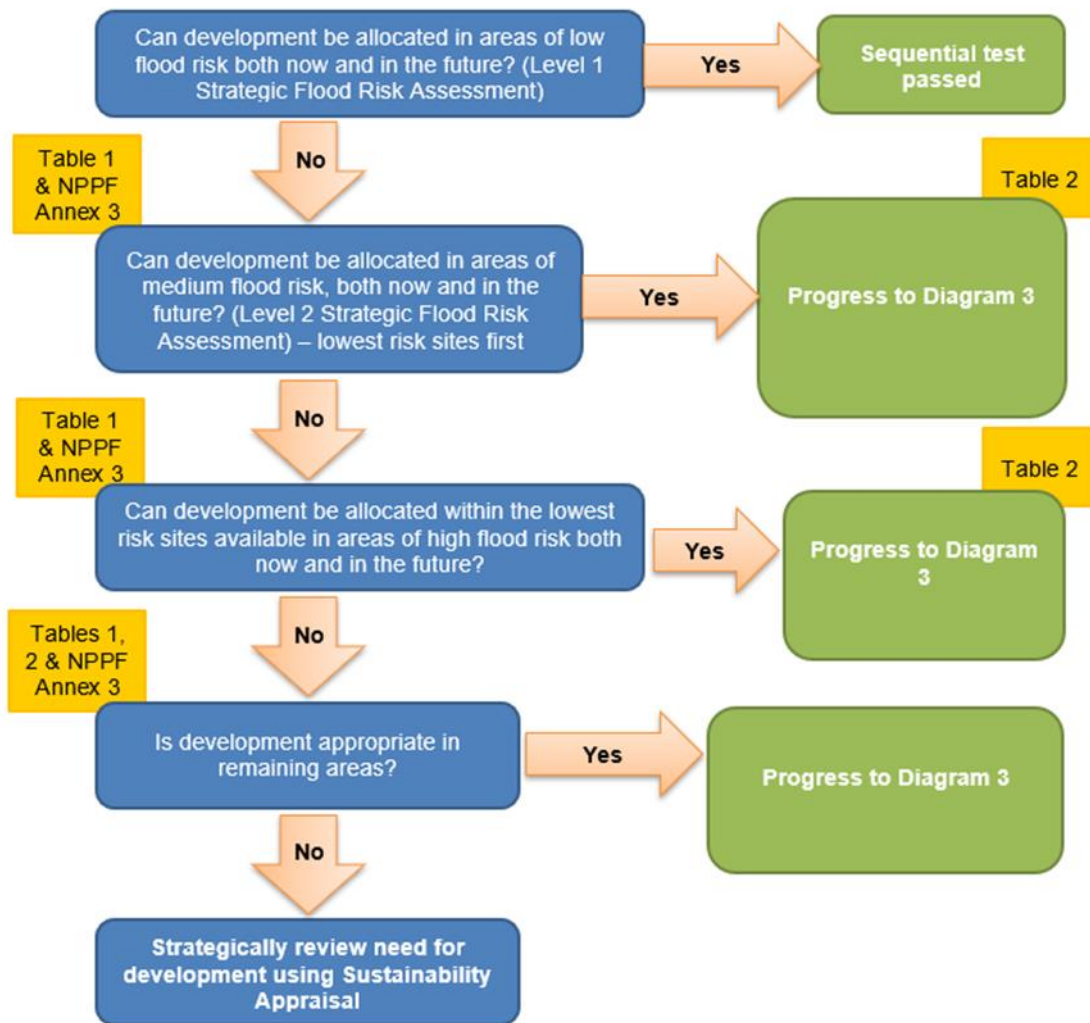 Can development be allocated in areas of low
flood risk both now and in the future? (Level 1
Strategic Flood Risk Assessment)
Yes
Sequential test
passed
No
Table 1
& NPPF
Annex 3
Table 2
Can development be allocated in areas of
medium flood risk, both now and in the
future? (Level 2 Strategic Flood Risk
Assessment) – lowest risk sites first
Yes
Progress to Diagram 3
No
Table 1
& NPPF
Annex 3
Table 2
Can development be allocated within the lowest
risk sites available in areas of high flood risk both
now and in the future?
Yes
Progress to Diagram
3
No
Tables 1,
2 & NPPF
Annex 3
Is development appropriate in
remaining areas?
Yes
Progress to Diagram 3
No
Strategically review need for
development using Sustainability
Appraisal